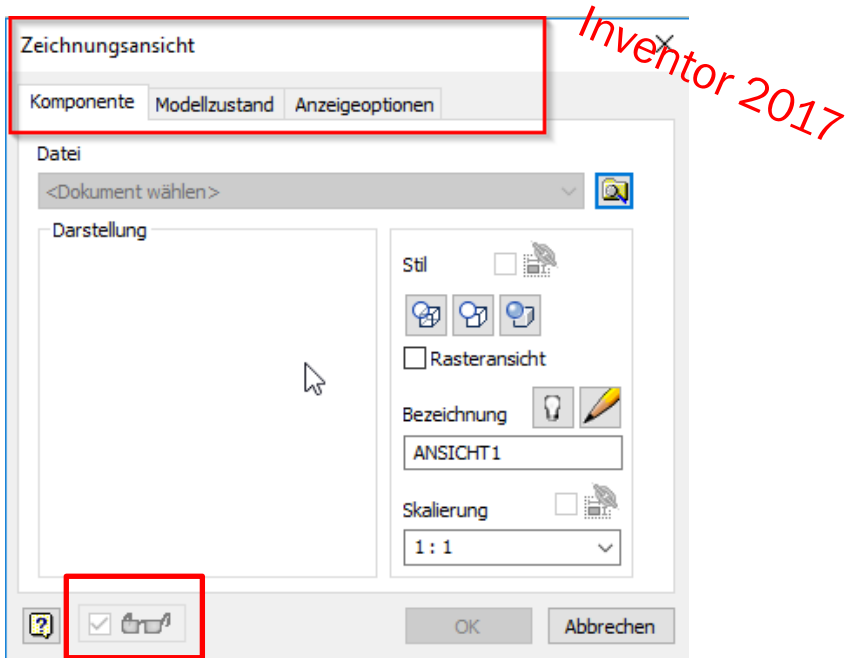 Inventor 2017
Zeichnungsansicht
Komponente Modellzustand Anzeigeoptionen
Datei
<Dokument wählen>
Darstellung
Stil
Rasteransicht
Bezeichnung
ANSICHT1
Skalierung
1 : 1
OK Abbrechen